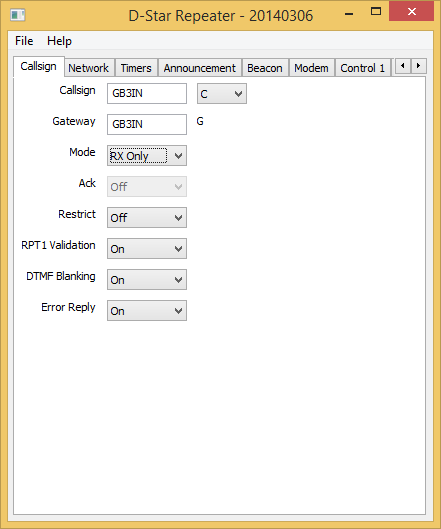 D-Star Repeater - 20140306
File Help
Callsign Network Timers Announcement Beacon Modem Control 1
Callsign GB3IN C
Gateway GB3IN G
Mode RX Only
Ack Off
Restrict Off
RPT1 Validation On
DTMF Blanking On
Error Reply On